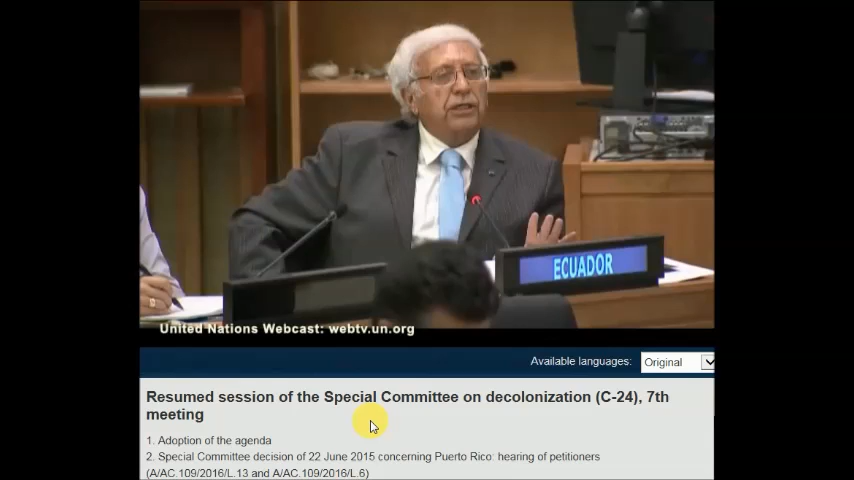 ECUADOR
United Nations Webcast: webtv.un.org
Available languages: Original
Resumed session of the Special Committee on decolonization (C-24), 7th
meeting
1. Adoption of the agenda
2. Special Committee decision of 22 June 2015 concerning Puerto Rico: hearing of petitioners
(A/AC.109/2016/L.13 and A/AC.109/2016/L.6)